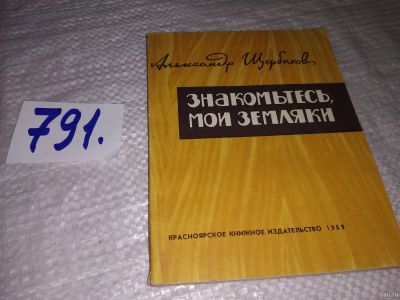 Александр Щербаков,
ЗНАКОМЬТЕСЬ,
МОИ ЗЕМЛЯКИ
791.
КРАСНОЯРСКОЕ КНИЖНОЕ ИЗДАТЕЛЬСТВО 1969